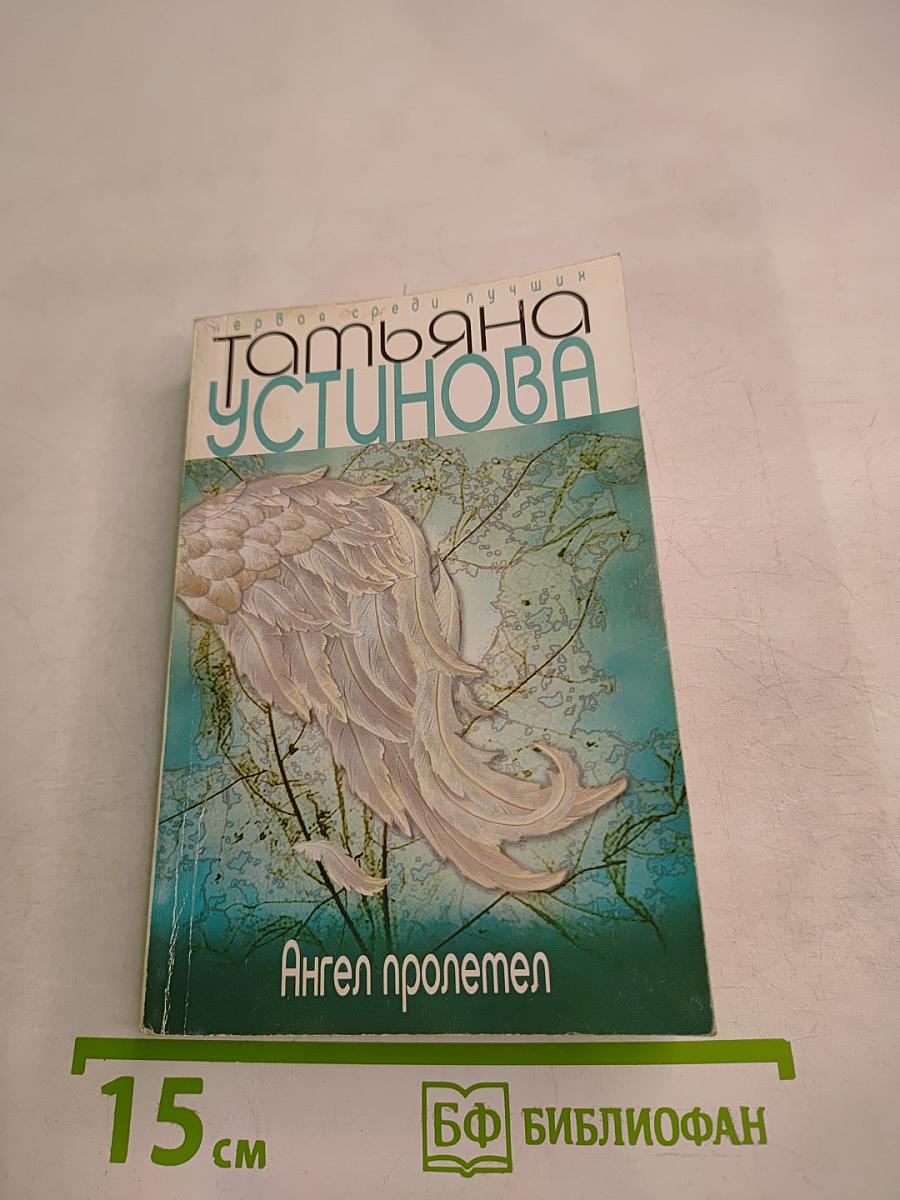 первая среди лучших
татьяна
УСТИНОВА
Ангел пролетел
15 см
БФ БИБЛИОФАН